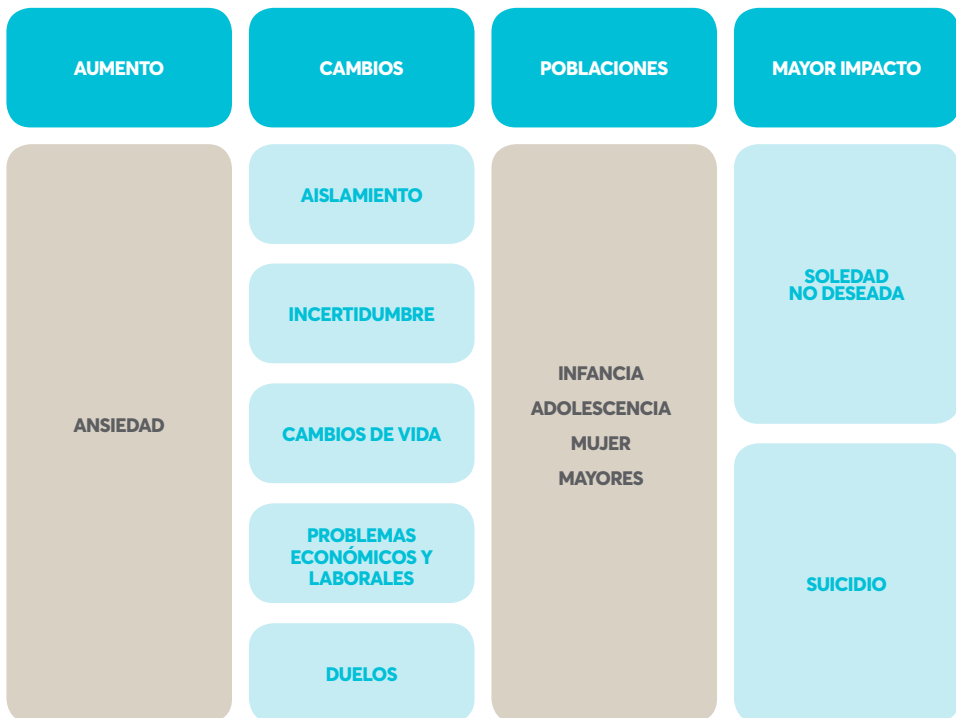 AUMENTO
CAMBIOS
POBLACIONES
MAYOR IMPACTO
ANSIEDAD
AISLAMIENTO
INCERTIDUMBRE
CAMBIOS DE VIDA
PROBLEMAS
ECONÓMICOS Y
LABORALES
DUELOS
INFANCIA
ADOLESCENCIA
MUJER
MAYORES
SOLEDAD
NO DESEADA
SUICIDIO